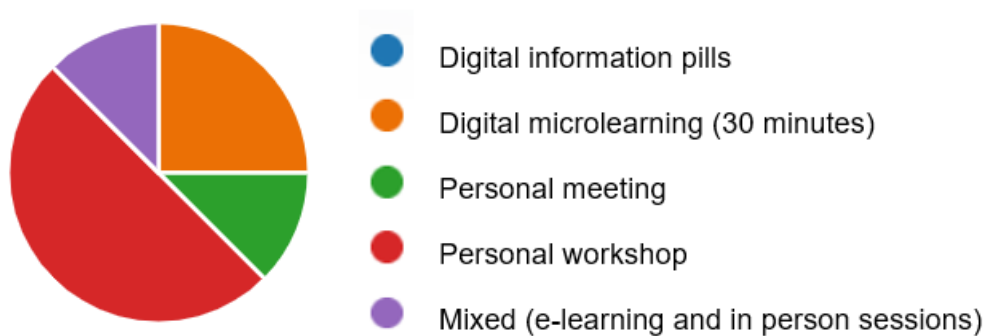 Digital information pills
Digital microlearning (30 minutes)
Personal meeting
Personal workshop
Mixed (e-learning and in person sessions)